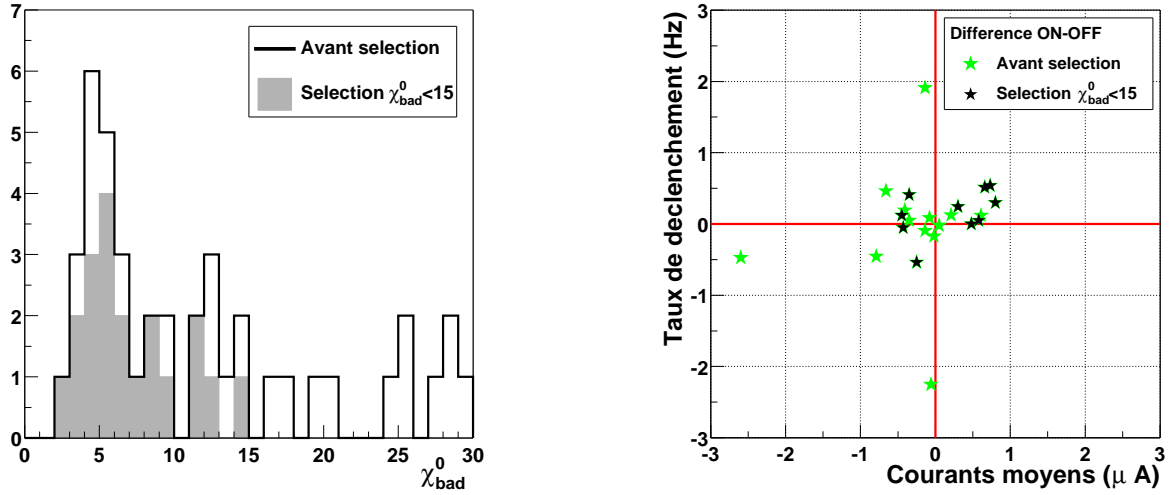 7
6
5
4
3
2
1
0
0 5 10 15 20 25 30
χ⁰bad
Avant selection
Selection χ⁰bad<15
Taux de declenchement (Hz)
3
2
1
0
-1
-2
-3
-3 -2 -1 0 1 2 3
Courants moyens (μ A)
Difference ON-OFF
Avant selection
Selection χ⁰bad<15